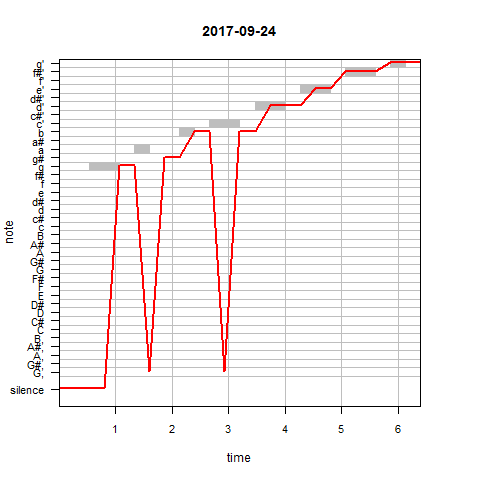 2017-09-24
g'
f#'
f'
e'
d#'
d'
c#'
c'
b
a#
a
g#
g
f#
f
e
d#
d
c#
c
B
A#
A
G#
G
F#
F
E
D#
D
C#
C
B,
A#,
A,
G#,
G,
silence
note
1 2 3 4 5 6
time